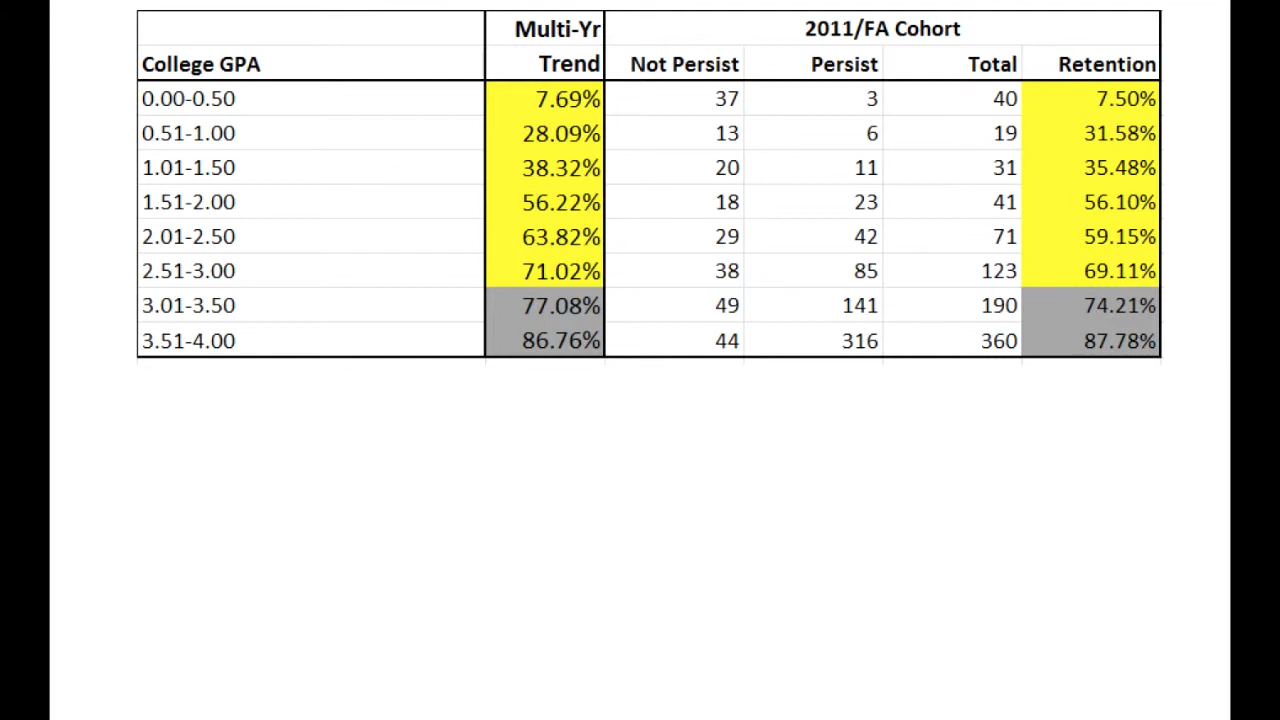 Multi-Yr 2011/FA Cohort
College GPA Trend Not Persist Persist Total Retention
0.00-0.50 7.69% 37 3 40 7.50%
0.51-1.00 28.09% 13 6 19 31.58%
1.01-1.50 38.32% 20 11 31 35.48%
1.51-2.00 56.22% 18 23 41 56.10%
2.01-2.50 63.82% 29 42 71 59.15%
2.51-3.00 71.02% 38 85 123 69.11%
3.01-3.50 77.08% 49 141 190 74.21%
3.51-4.00 86.76% 44 316 360 87.78%